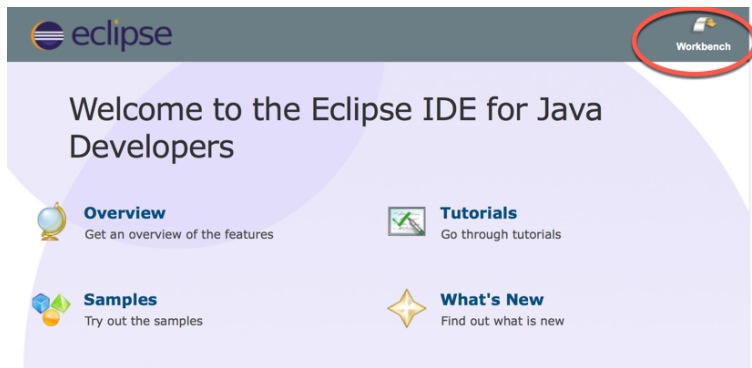 eclipse
Workbench
Welcome to the Eclipse IDE for Java
Developers
Overview
Get an overview of the features
Tutorials
Go through tutorials
Samples
Try out the samples
What's New
Find out what is new